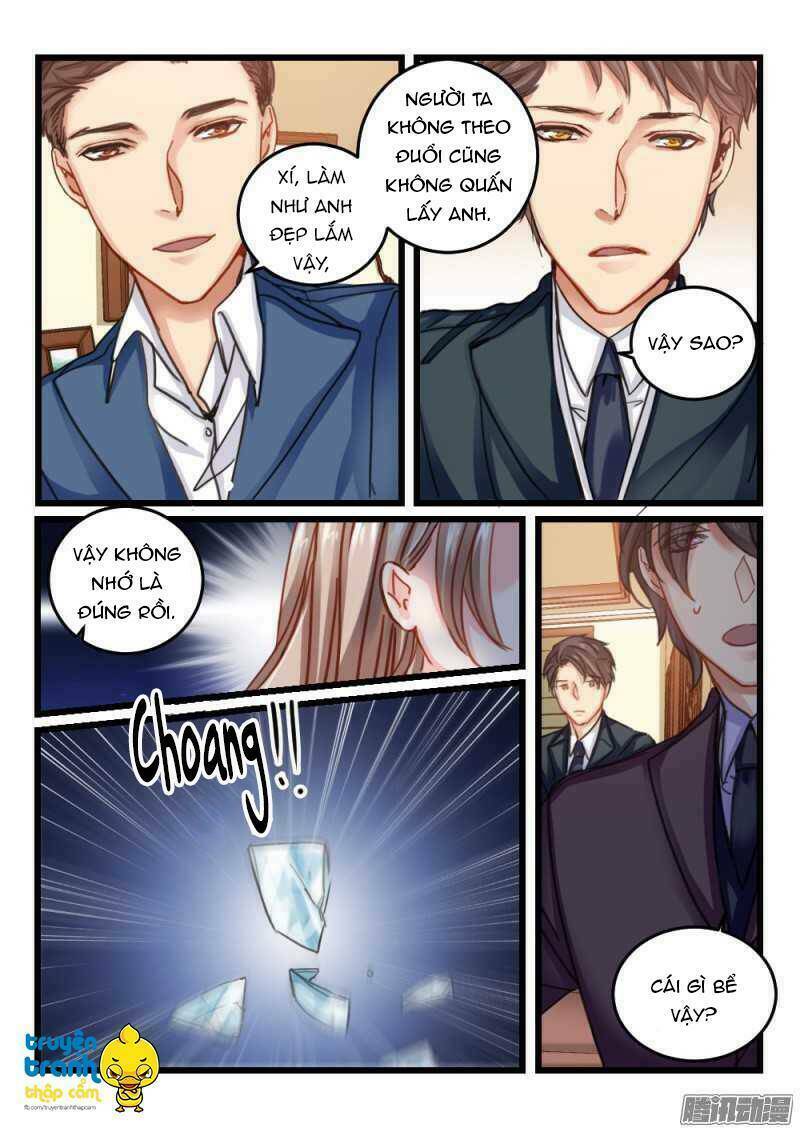 XÍ, LÀM
NHƯ ANH
ĐẸP LẮM
VẬY,
NGƯỜI TA
KHÔNG THEO
ĐUỔI CŨNG
KHÔNG QUẤN
LẤY ANH.
VẬY SAO?
VẬY KHÔNG
NHỚ LÀ
ĐÚNG RỒI.
Choang!!
CÁI GÌ BỂ
VẬY?
truyện
tranh
thập cẩm
fb.com/truyentranhthapcam
腾讯动漫